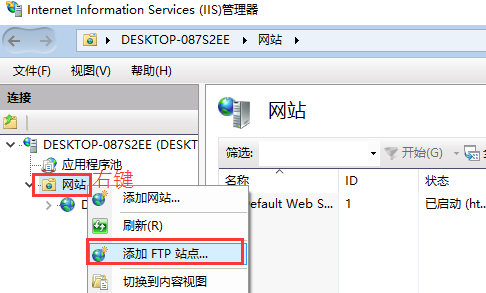 Internet Information Services (IIS)管理器
DESKTOP-087S2EE
网站
文件(F)
视图(V)
帮助(H)
连接
DESKTOP-087S2EE (DESKT
应用程序池
网站
右键
D
添加网站...
刷新(R)
添加 FTP 站点...
切换到内容视图
网站
筛选:
开始(G)
名称
ID
状态
efault Web S...
1
已启动 (ht...